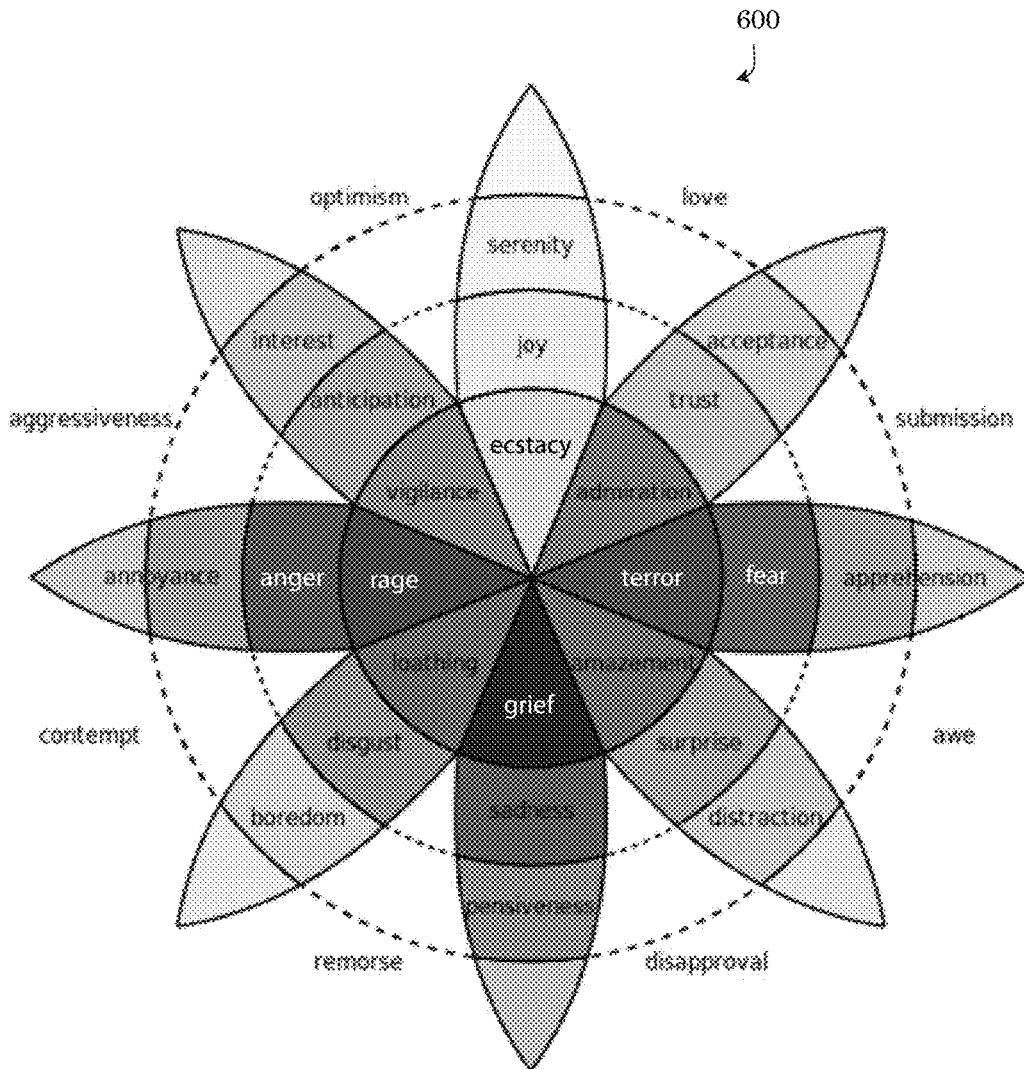 600
optimism
love
serenity
interest
acceptance
joy
anticipation
trust
aggressiveness
submission
ecstacy
vigilance
admiration
annoyance
anger
rage
terror
fear
apprehension
loathing
amazement
grief
contempt
disgust
surprise
awe
sadness
boredom
distraction
pensiveness
remorse
disapproval